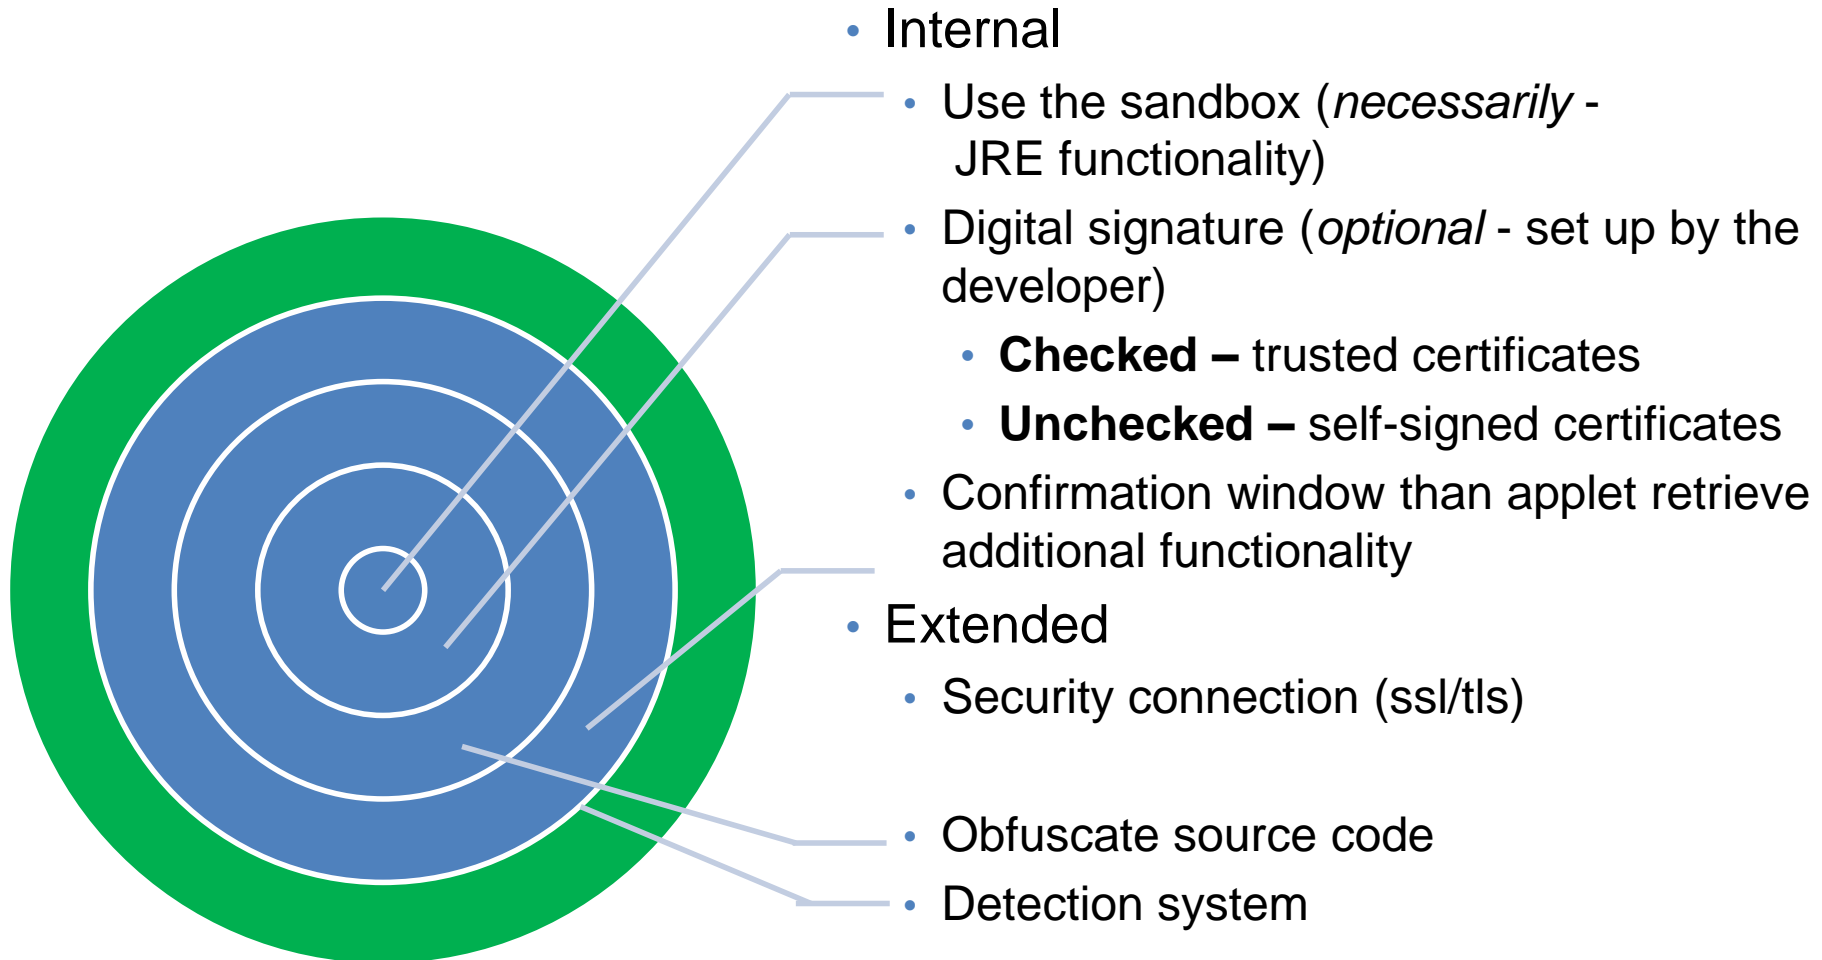 • Internal
• Use the sandbox (necessarily -
JRE functionality)
• Digital signature (optional - set up by the
developer)
• Checked – trusted certificates
• Unchecked – self-signed certificates
• Confirmation window than applet retrieve
additional functionality
• Extended
• Security connection (ssl/tls)
• Obfuscate source code
• Detection system